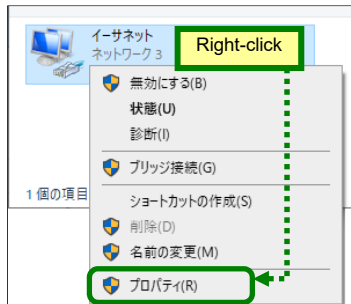 イーサネット
ネットワーク 3
Right-click
無効にする(B)
状態(U)
診断(I)
ブリッジ接続(G)
1 個の項目
ショートカットの作成(S)
削除(D)
名前の変更(M)
プロパティ(R)